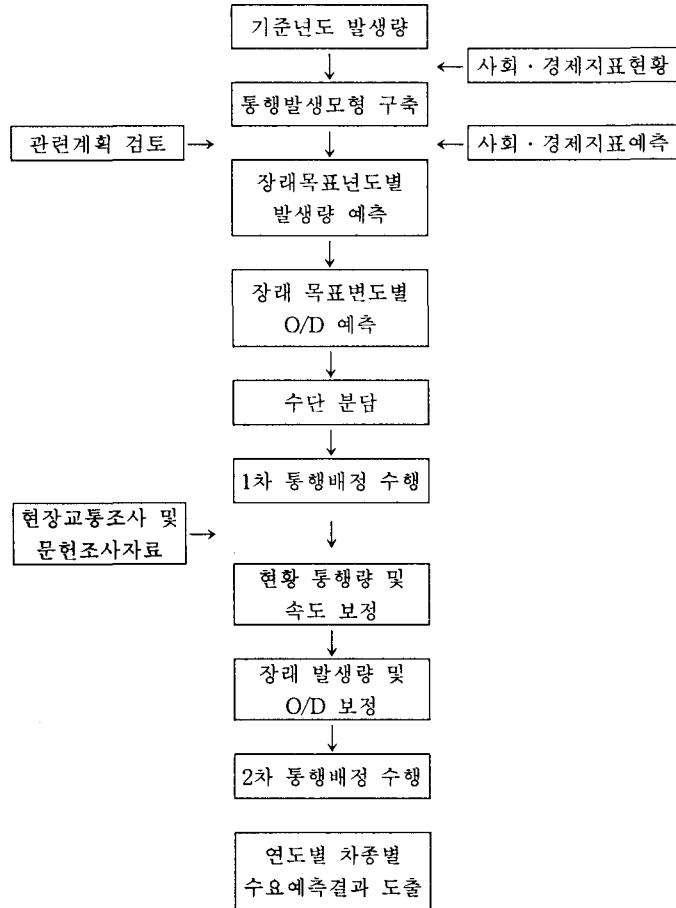 기준년도 발생량
사회·경제지표현황
통행발생모형 구축
관련계획 검토
사회·경제지표예측
장래목표년도별
발생량 예측
장래 목표변도별
O/D 예측
수단 분담
1차 통행배정 수행
현장교통조사 및
문헌조사자료
현황 통행량 및
속도 보정
장래 발생량 및
O/D 보정
2차 통행배정 수행
연도별 차종별
수요예측결과 도출